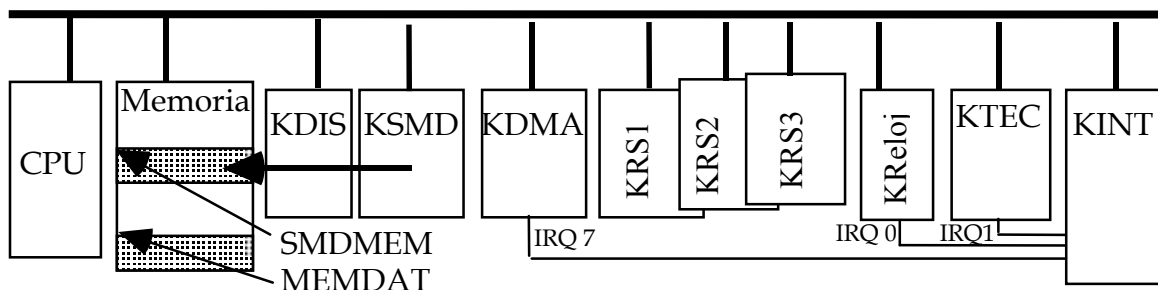 CPU
Memoria
KDIS
KSMD
KDMA
KRS1
KRS2
KRS3
KReloj
KTEC
KINT
SMDMEM
MEMDAT
IRQ 7
IRQ 0
IRQ1